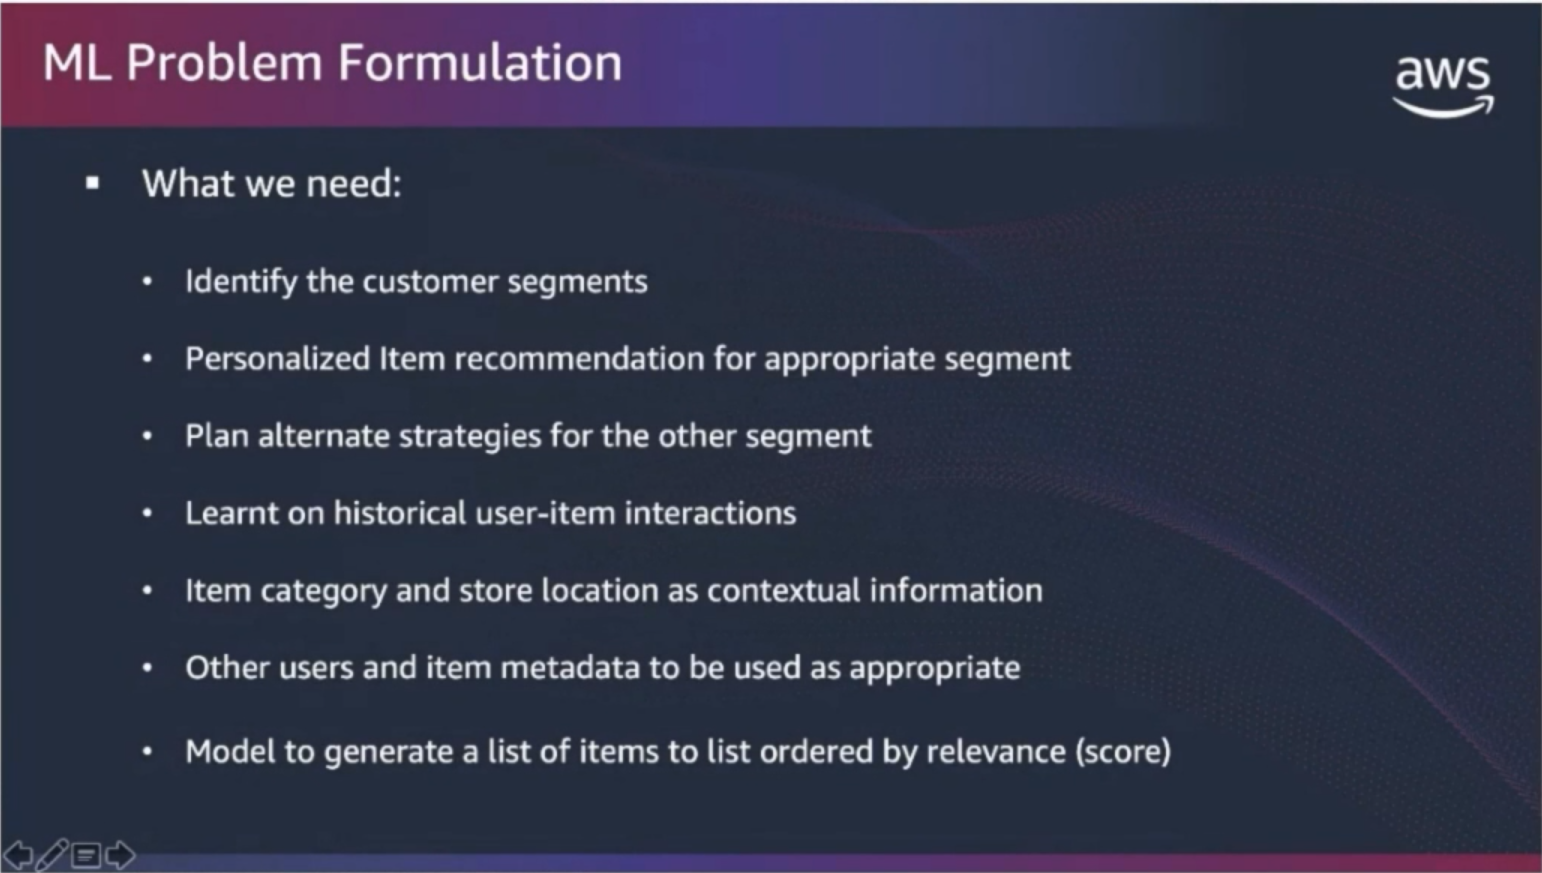 ML Problem Formulation
aws
▪ What we need:
• Identify the customer segments
• Personalized Item recommendation for appropriate segment
• Plan alternate strategies for the other segment
• Learnt on historical user-item interactions
• Item category and store location as contextual information
• Other users and item metadata to be used as appropriate
• Model to generate a list of items to list ordered by relevance (score)